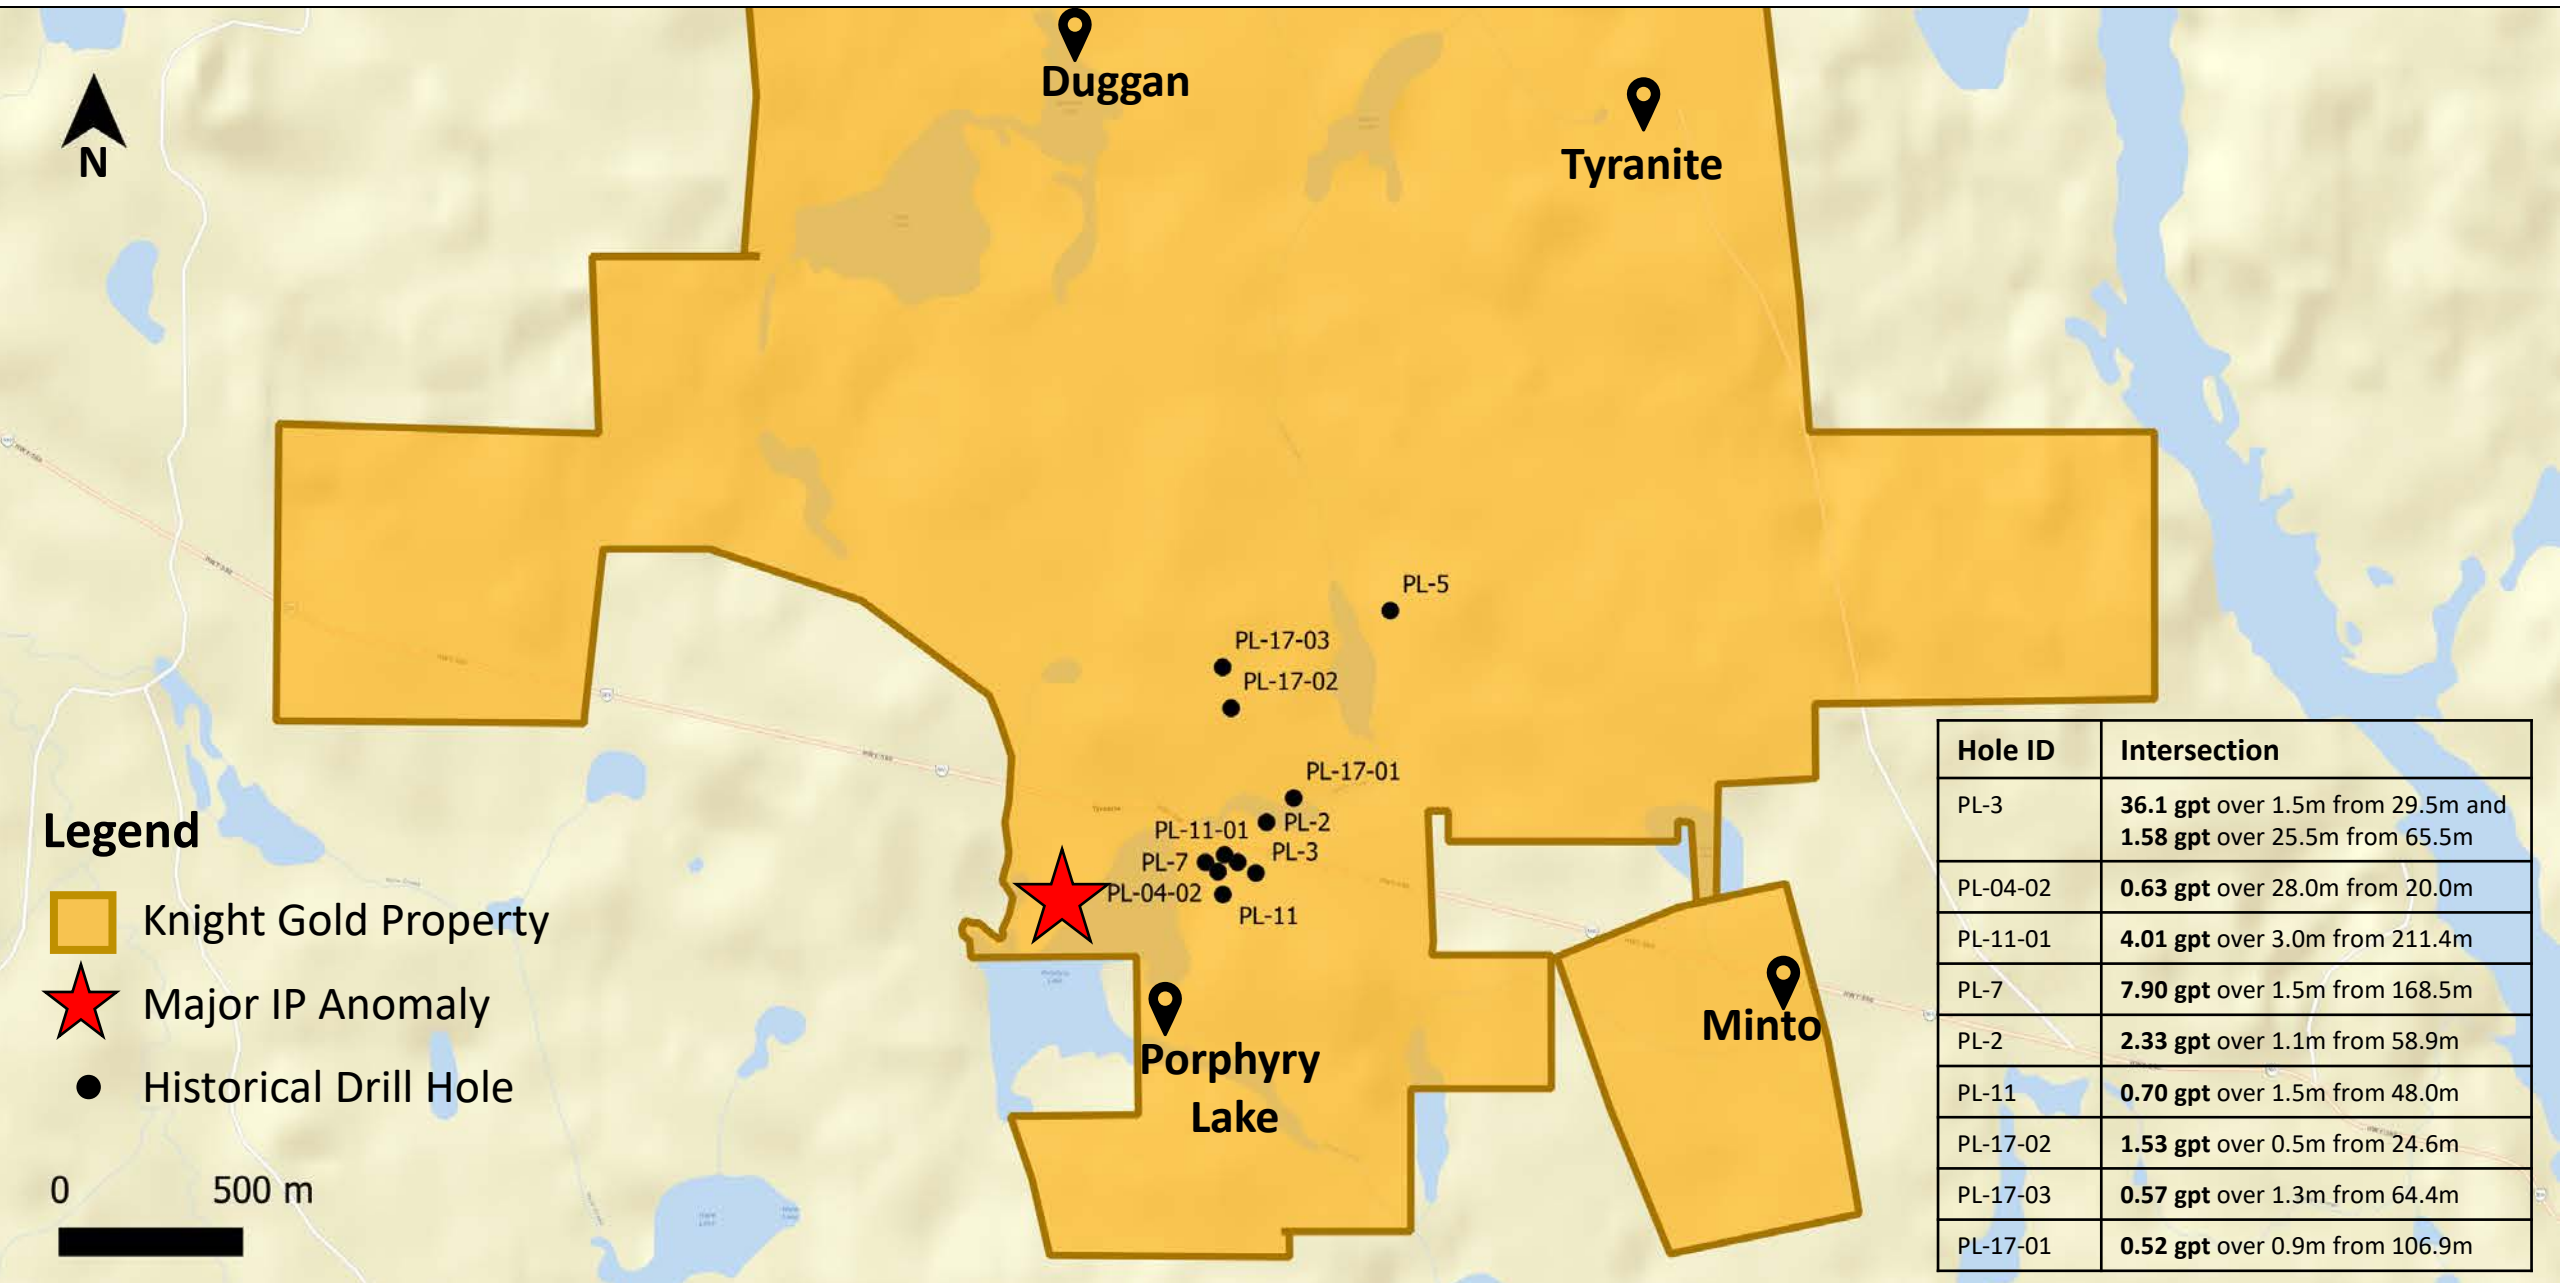 Duggan
Tyranite
N
PL-5
PL-17-03
PL-17-02
PL-17-01
PL-11-01
PL-2
PL-7
PL-3
PL-04-02
PL-11
Porphyry
Lake
Minto
Legend
Knight Gold Property
Major IP Anomaly
Historical Drill Hole
0 500 m
Hole ID Intersection
PL-3 36.1 gpt over 1.5m from 29.5m and
1.58 gpt over 25.5m from 65.5m
PL-04-02 0.63 gpt over 28.0m from 20.0m
PL-11-01 4.01 gpt over 3.0m from 211.4m
PL-7 7.90 gpt over 1.5m from 168.5m
PL-2 2.33 gpt over 1.1m from 58.9m
PL-11 0.70 gpt over 1.5m from 48.0m
PL-17-02 1.53 gpt over 0.5m from 24.6m
PL-17-03 0.57 gpt over 1.3m from 64.4m
PL-17-01 0.52 gpt over 0.9m from 106.9m